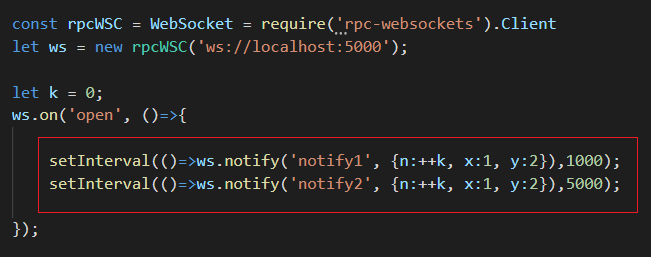 const rpcWSC = WebSocket = require('rpc-websockets').Client
let ws = new rpcWSC('ws://localhost:5000');
let k = 0;
ws.on('open', ()=>{
setInterval(()=>ws.notify('notify1', {n:++k, x:1, y:2}),1000);
setInterval(()=>ws.notify('notify2', {n:++k, x:1, y:2}),5000);
});